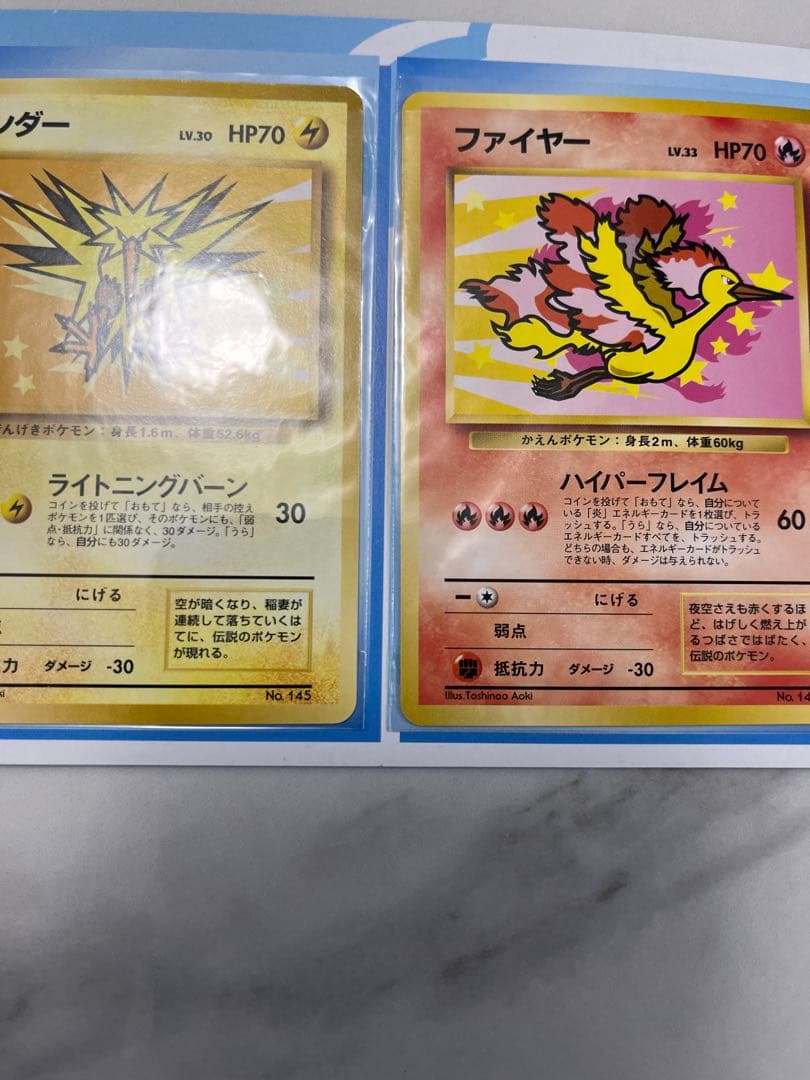 ンダー
LV.30 HP70
んげきポケモン：身長1.6m、体重52.6kg
ライトニングバーン
コインを投げて「おもて」なら、相手の控え
ポケモンを1匹選び、そのポケモンにも、「弱
点・抵抗力」に関係なく、30ダメージ。「うら」
なら、自分にも30ダメージ。
30
にげる
点
力 ダメージ -30
空が暗くなり、稲妻が
連続して落ちていくは
てに、伝説のポケモン
が現れる。
ki
No. 145
ファイヤー
LV.33 HP70
かえんポケモン：身長2m、体重60kg
ハイパーフレイム
コインを投げて「おもて」なら、自分につい
ている「炎」エネルギーカードを1枚選び、トラ
ッシュする。「うら」なら、自分についている
エネルギーカードすべてを、トラッシュする。
どちらの場合も、エネルギーカードがトラッシュ
できない時、ダメージは与えられない。
60
にげる
弱点
抵抗力 ダメージ -30
夜空さえも赤くするほ
ど、はげしく燃え上が
るつばさではばたく、
伝説のポケモン。
Illus.Toshinao Aoki
No. 14